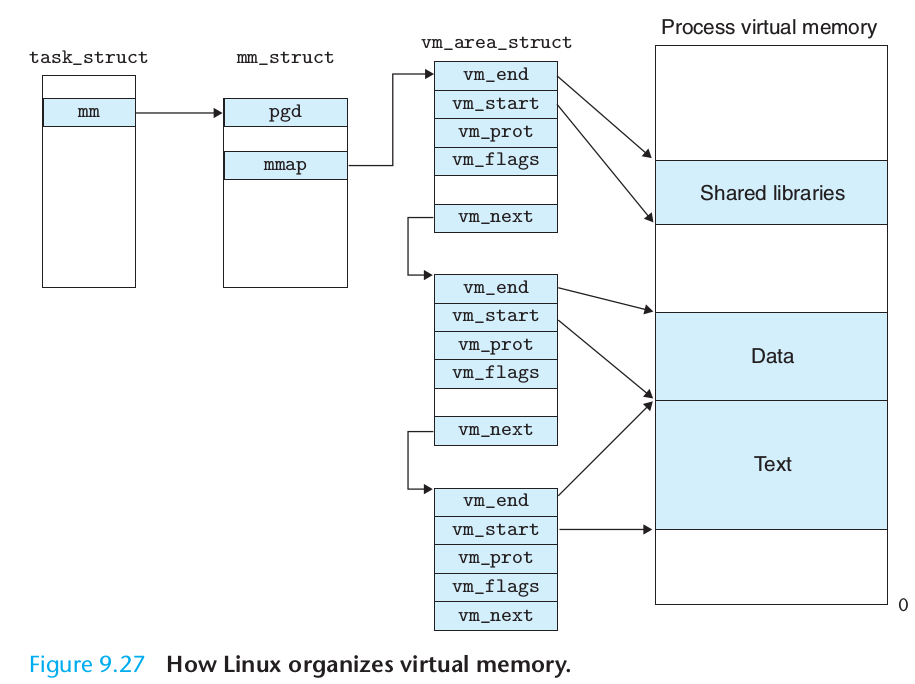 Process virtual memory
task_struct
mm_struct
vm_area_struct
mm
pgd
mmap
vm_end
vm_start
vm_prot
vm_flags
vm_next
vm_end
vm_start
vm_prot
vm_flags
vm_next
vm_end
vm_start
vm_prot
vm_flags
vm_next
Shared libraries
Data
Text
0
Figure 9.27 How Linux organizes virtual memory.